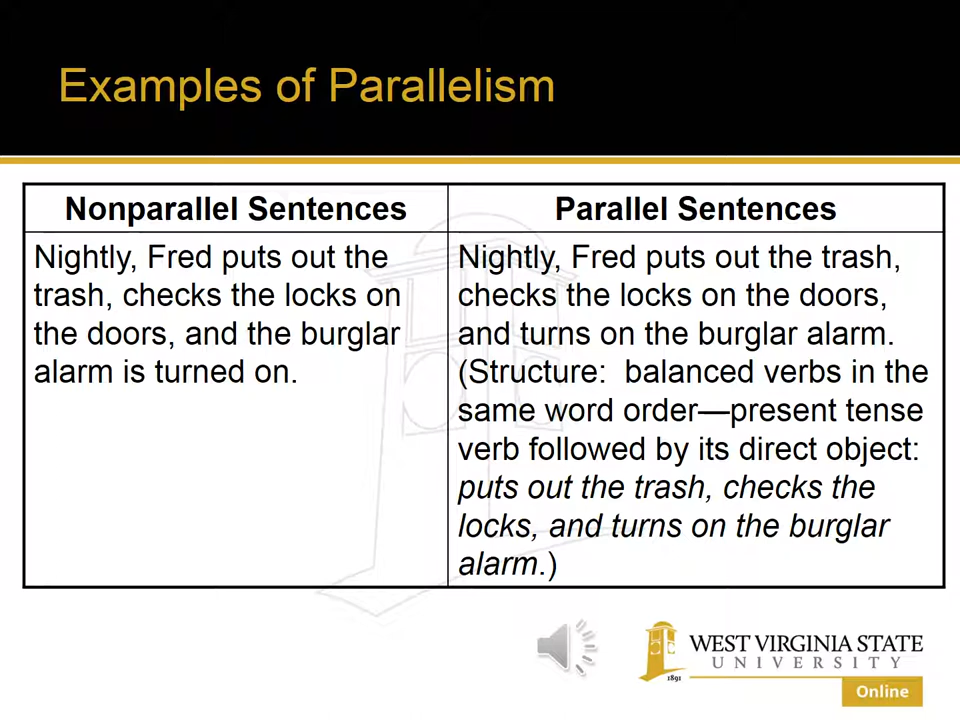 Examples of Parallelism
Nonparallel Sentences
Parallel Sentences
Nightly, Fred puts out the
trash, checks the locks on
the doors, and the burglar
alarm is turned on.
Nightly, Fred puts out the trash,
checks the locks on the doors,
and turns on the burglar alarm.
(Structure:  balanced verbs in the
same word order—present tense
verb followed by its direct object:
puts out the trash, checks the
locks, and turns on the burglar
alarm.)
WEST VIRGINIA STATE
UNIVERSITY
1891
Online